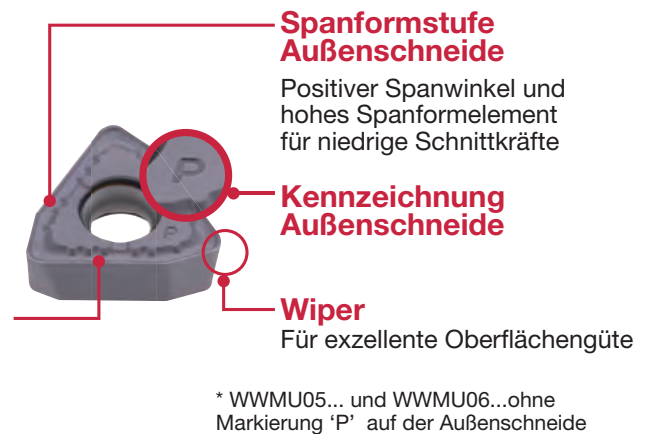 Spanformstufe
Außenschneide
Positiver Spanwinkel und
hohes Spanformelement
für niedrige Schnittkräfte
P
P
Kennzeichnung
Außenschneide
Wiper
Für exzellente Oberflächengüte
* WWMU05... und WWMU06...ohne
Markierung ‘P’ auf der Außenschneide